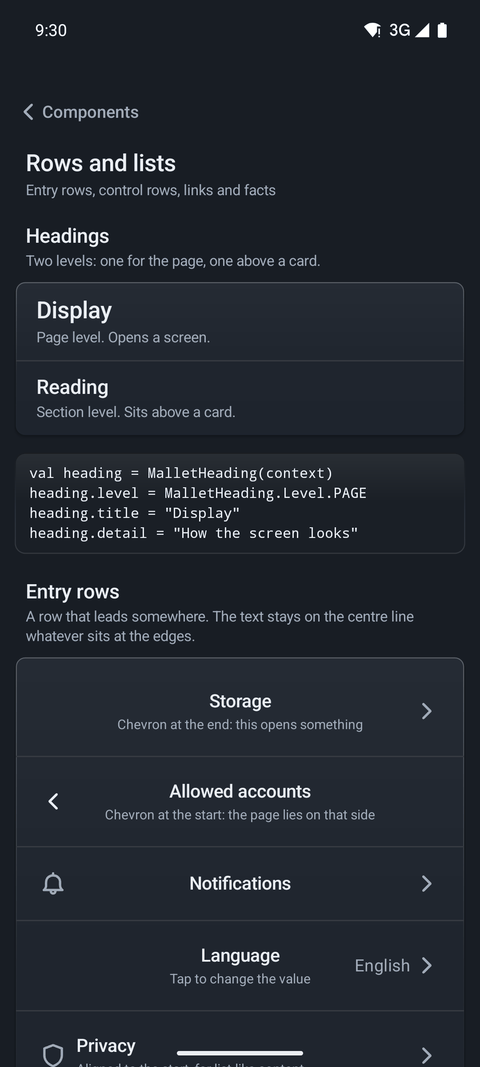 9:30
3G
Components
Rows and lists
Entry rows, control rows, links and facts
Headings
Two levels: one for the page, one above a card.
Display
Page level. Opens a screen.
Reading
Section level. Sits above a card.
val heading = MalletHeading(context)
heading.level = MalletHeading.Level.PAGE
heading.title = "Display"
heading.detail = "How the screen looks"
Entry rows
A row that leads somewhere. The text stays on the centre line
whatever sits at the edges.
Storage
Chevron at the end: this opens something
Allowed accounts
Chevron at the start: the page lies on that side
Notifications
Language
English
Tap to change the value
Privacy